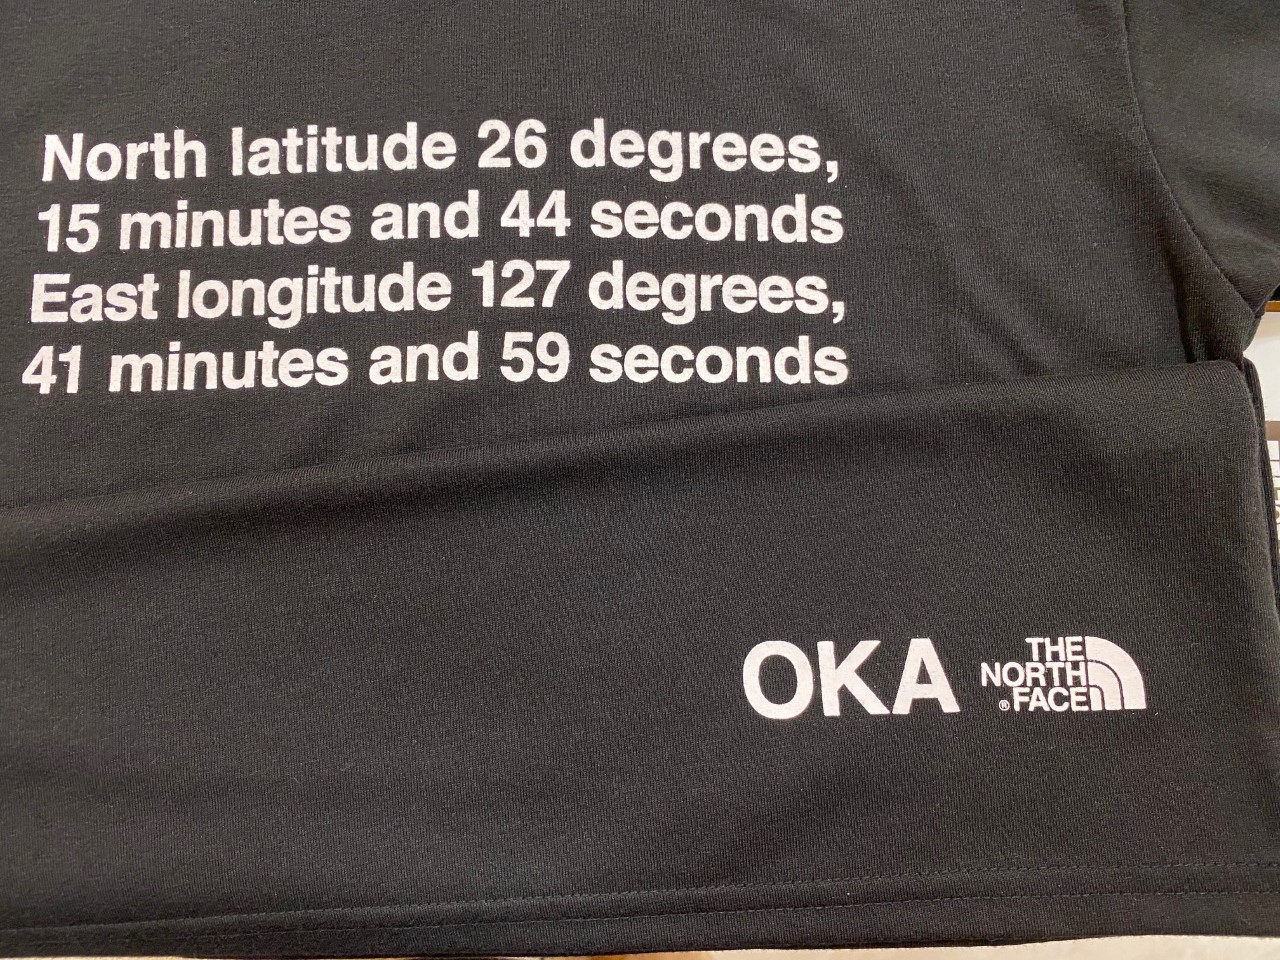 North latitude 26 degrees,
15 minutes and 44 seconds
East longitude 127 degrees,
41 minutes and 59 seconds
OKA
THE
NORTH
® FACE